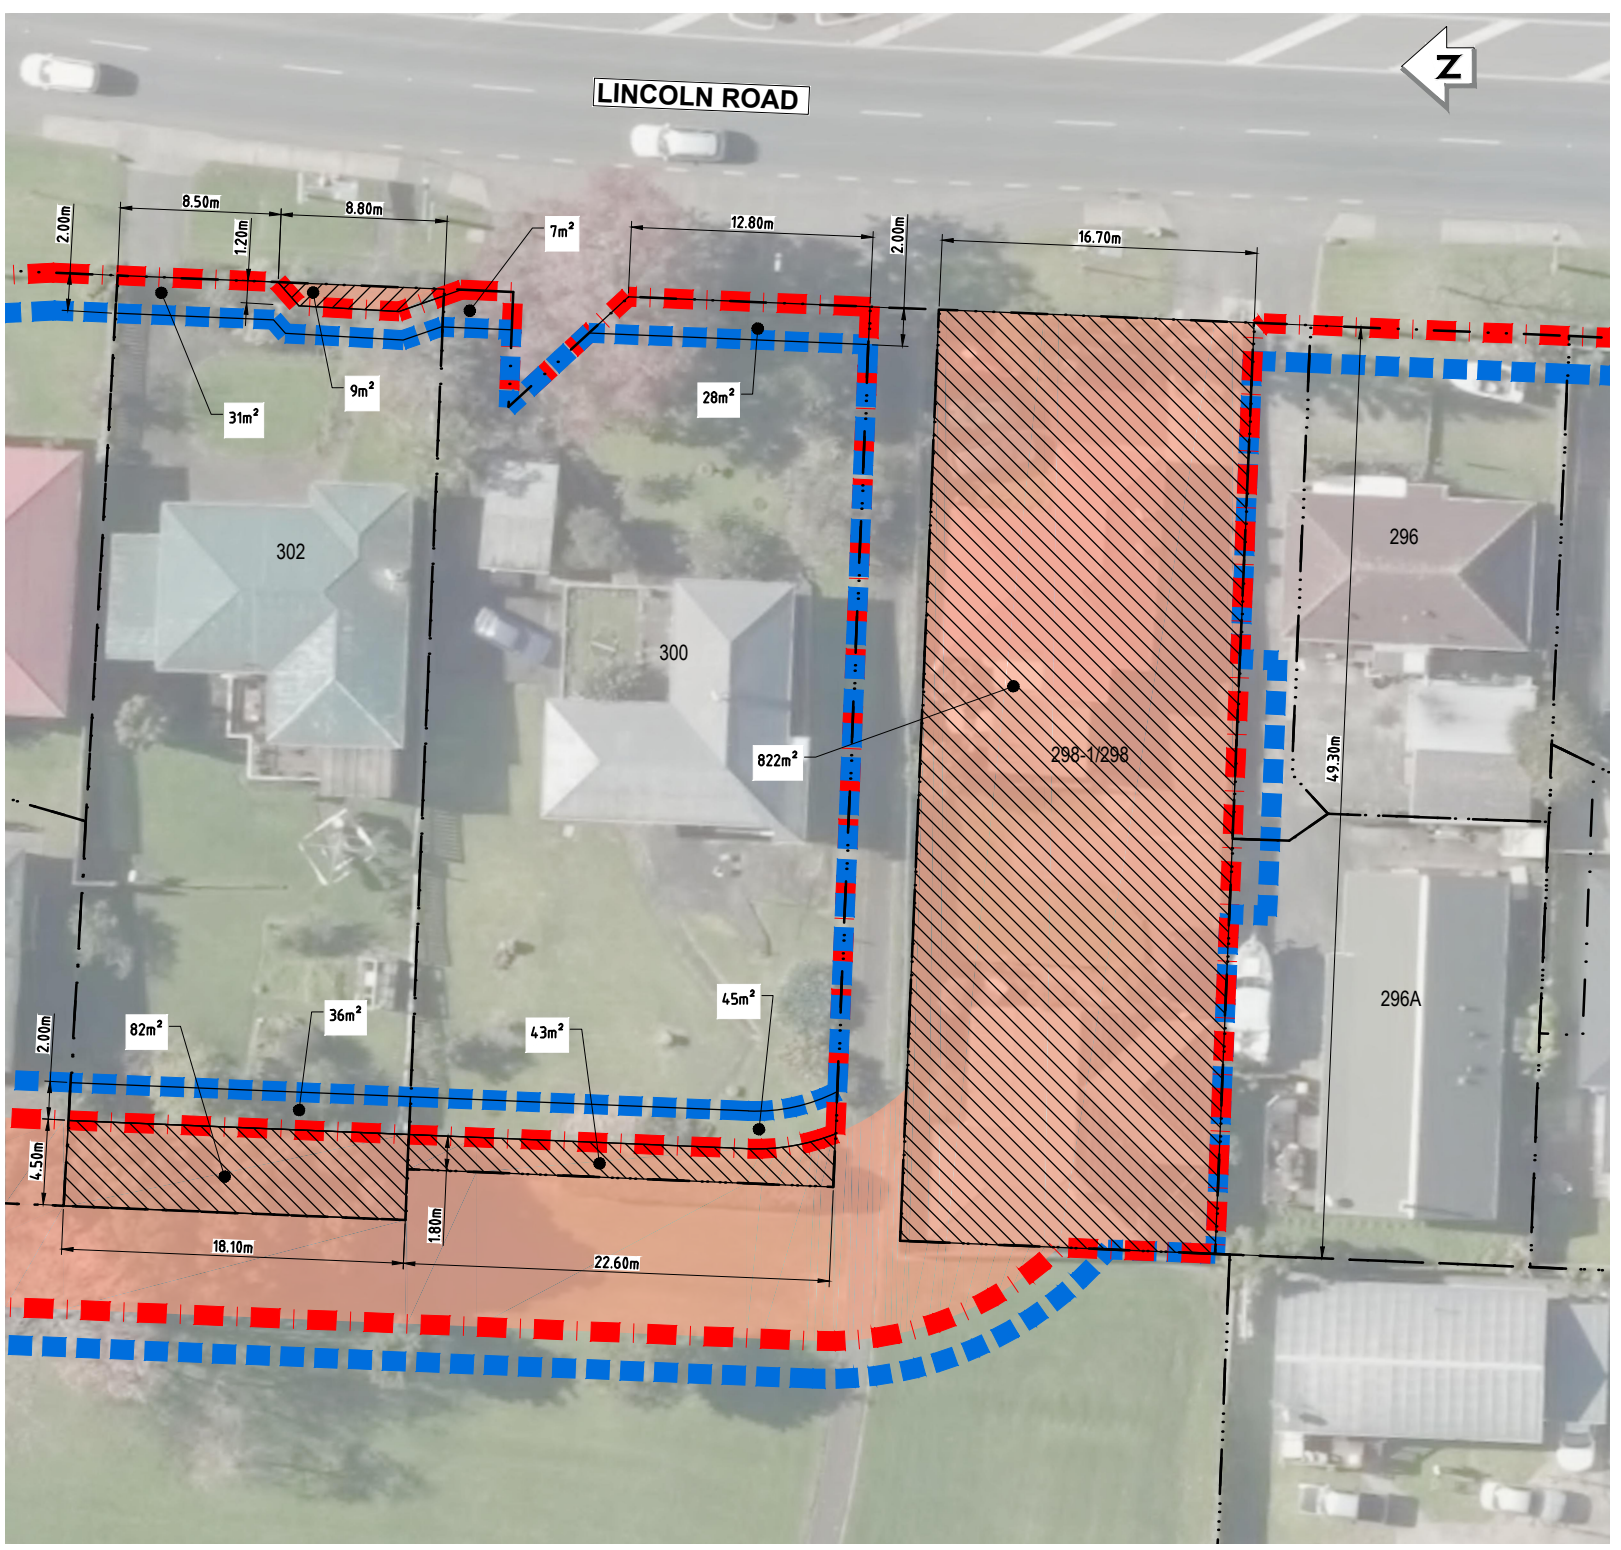 Z
LINCOLN ROAD
8.50m
8.80m
12.80m
16.70m
2.00m
1.20m
7m²
2.00m
9m²
31m²
28m²
302
300
296
822m²
298-1/298
49.30m
45m²
36m²
82m²
43m²
2.00m
296A
4.50m
1.80m
18.10m
22.60m